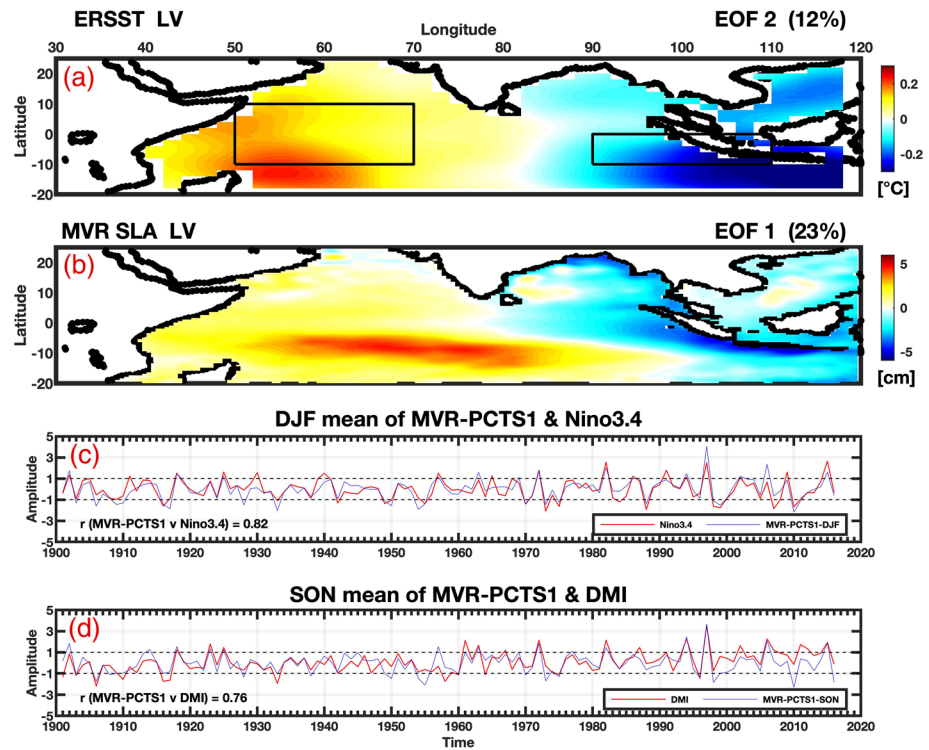 ERSST LV
EOF 2 (12%)
Longitude
30 40 50 60 70 80 90 100 110 120
(a)
Latitude
20
10
0
-10
-20
0.2
0
-0.2
[°C]
MVR SLA LV
EOF 1 (23%)
(b)
Latitude
20
10
0
-10
-20
5
0
-5
[cm]
DJF mean of MVR-PCTS1 & Nino3.4
(c)
Amplitude
5
3
1
-1
-3
-5
r (MVR-PCTS1 v Nino3.4) = 0.82
Nino3.4 MVR-PCTS1-DJF
1900 1910 1920 1930 1940 1950 1960 1970 1980 1990 2000 2010 2020
SON mean of MVR-PCTS1 & DMI
(d)
Amplitude
5
3
1
-1
-3
-5
r (MVR-PCTS1 v DMI) = 0.76
DMI MVR-PCTS1-SON
1900 1910 1920 1930 1940 1950 1960 1970 1980 1990 2000 2010 2020
Time